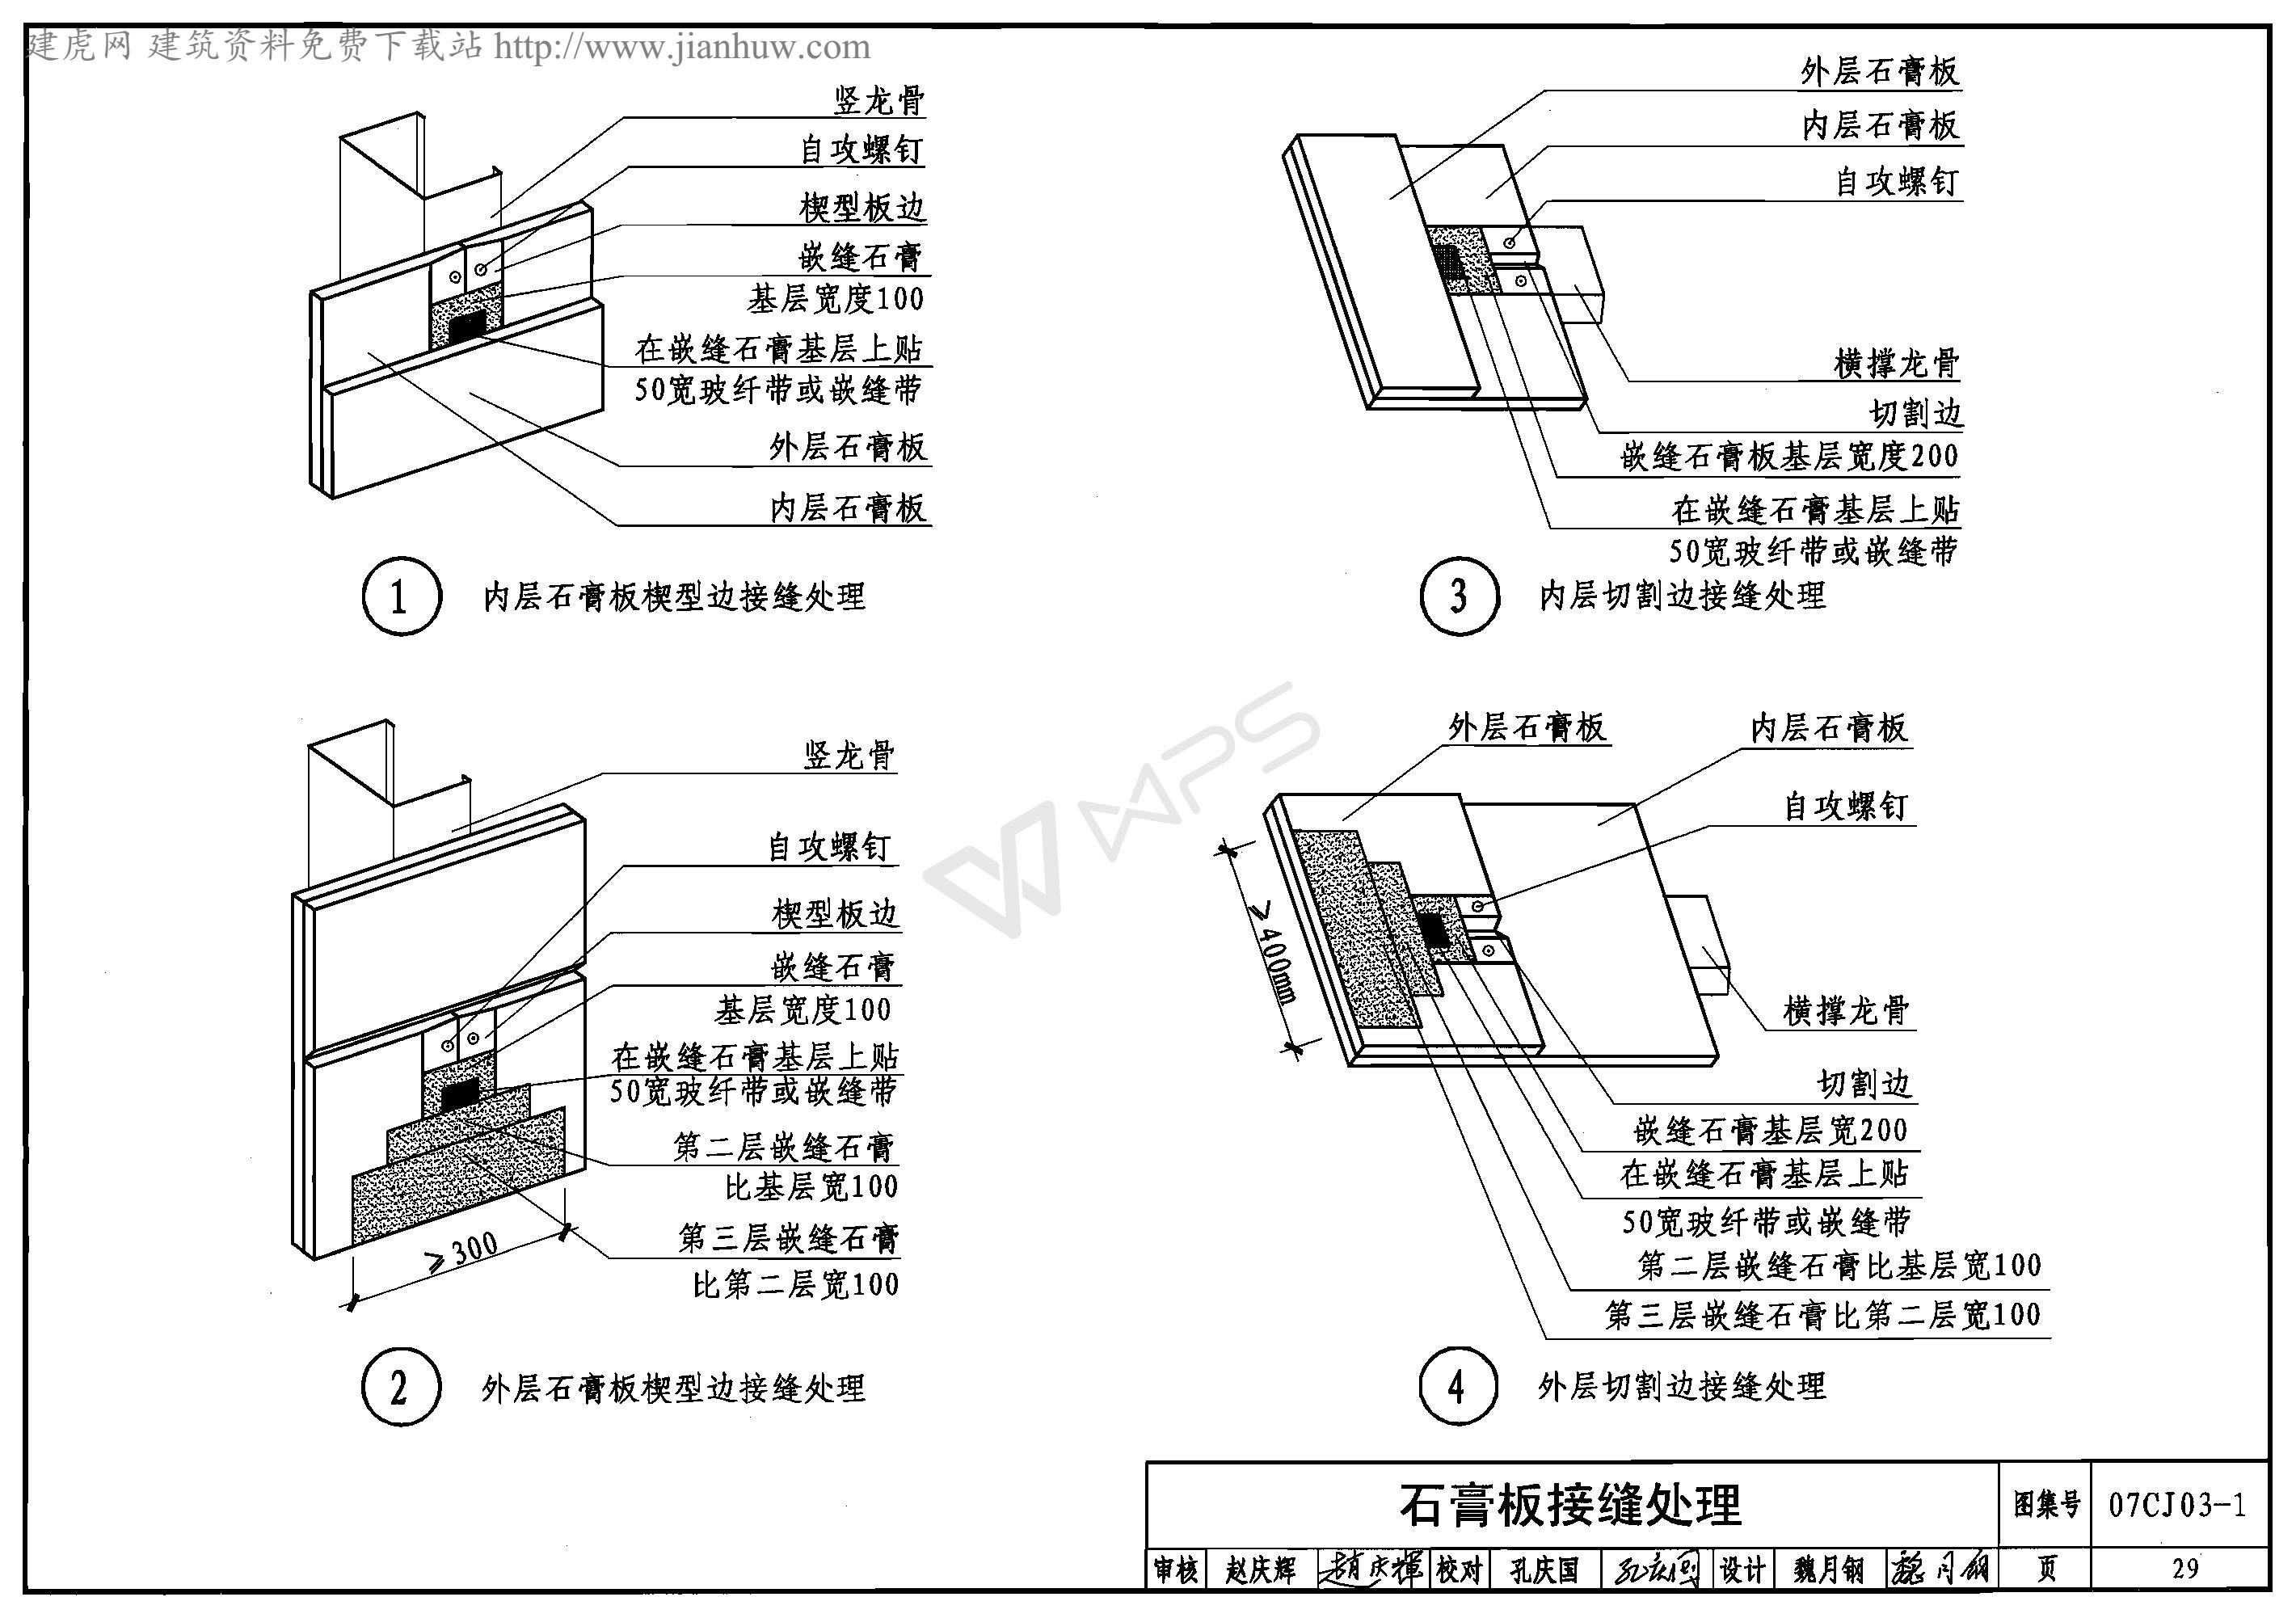 建虎网 建筑资料免费下载站 http://www.jianhuw.com
竖龙骨
自攻螺钉
楔型板边
嵌缝石膏
基层宽度100
在嵌缝石膏基层上贴
50宽玻纤带或嵌缝带
外层石膏板
内层石膏板
1 内层石膏板楔型边接缝处理
外层石膏板
内层石膏板
自攻螺钉
横撑龙骨
切割边
嵌缝石膏板基层宽度200
在嵌缝石膏基层上贴
50宽玻纤带或嵌缝带
3 内层切割边接缝处理
竖龙骨
自攻螺钉
楔型板边
嵌缝石膏
基层宽度100
在嵌缝石膏基层上贴
50宽玻纤带或嵌缝带
第二层嵌缝石膏
比基层宽100
第三层嵌缝石膏
比第二层宽100
≥300
2 外层石膏板楔型边接缝处理
WPS
外层石膏板 内层石膏板
自攻螺钉
≥400mm
横撑龙骨
切割边
嵌缝石膏基层宽200
在嵌缝石膏基层上贴
50宽玻纤带或嵌缝带
第二层嵌缝石膏比基层宽100
第三层嵌缝石膏比第二层宽100
4 外层切割边接缝处理
石膏板接缝处理 图集号 07CJ03-1
审核 赵庆辉 赵庆辉 校对 孔庆国 孔庆国 设计 魏月钢 魏月钢 页 29